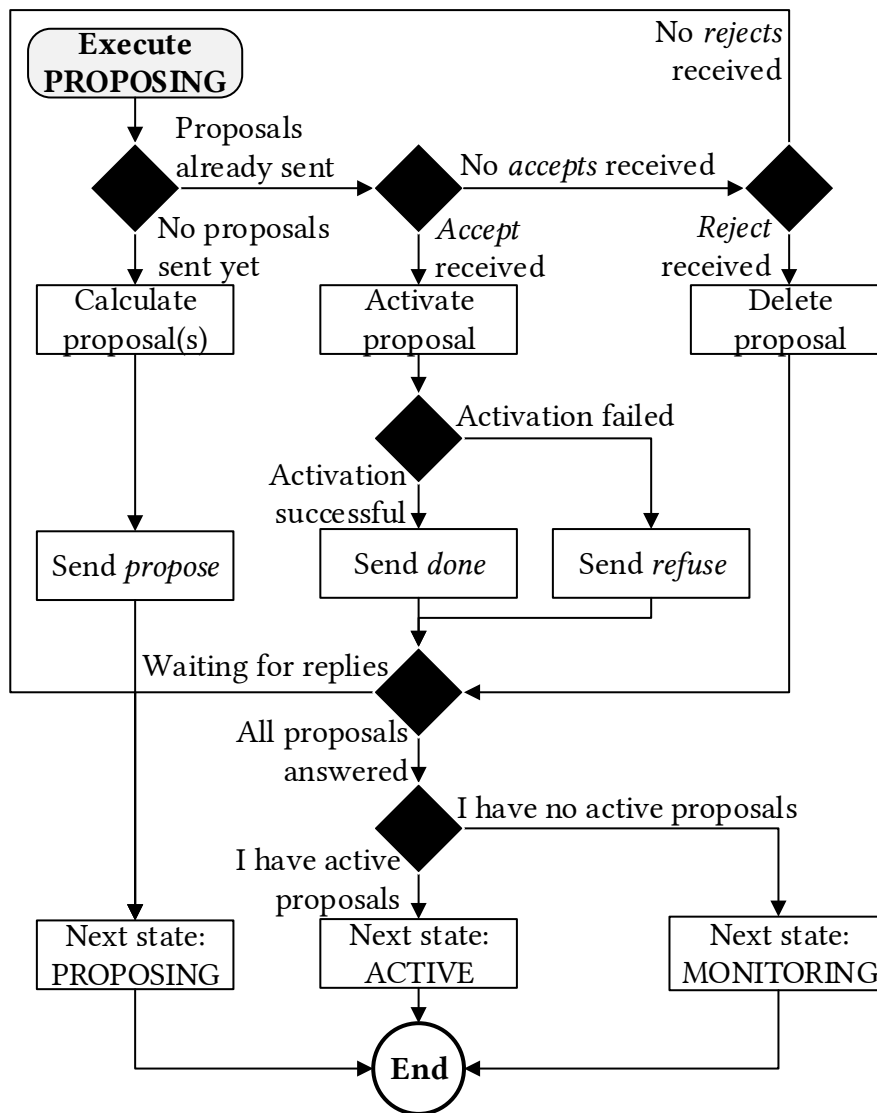 Execute
PROPOSING
No rejects
received
Proposals
already sent
No accepts received
No proposals
sent yet
Accept
received
Reject
received
Calculate
proposal(s)
Activate
proposal
Delete
proposal
Activation failed
Activation
successful
Send propose
Send done
Send refuse
Waiting for replies
All proposals
answered
I have no active proposals
I have active
proposals
Next state:
PROPOSING
Next state:
ACTIVE
Next state:
MONITORING
End